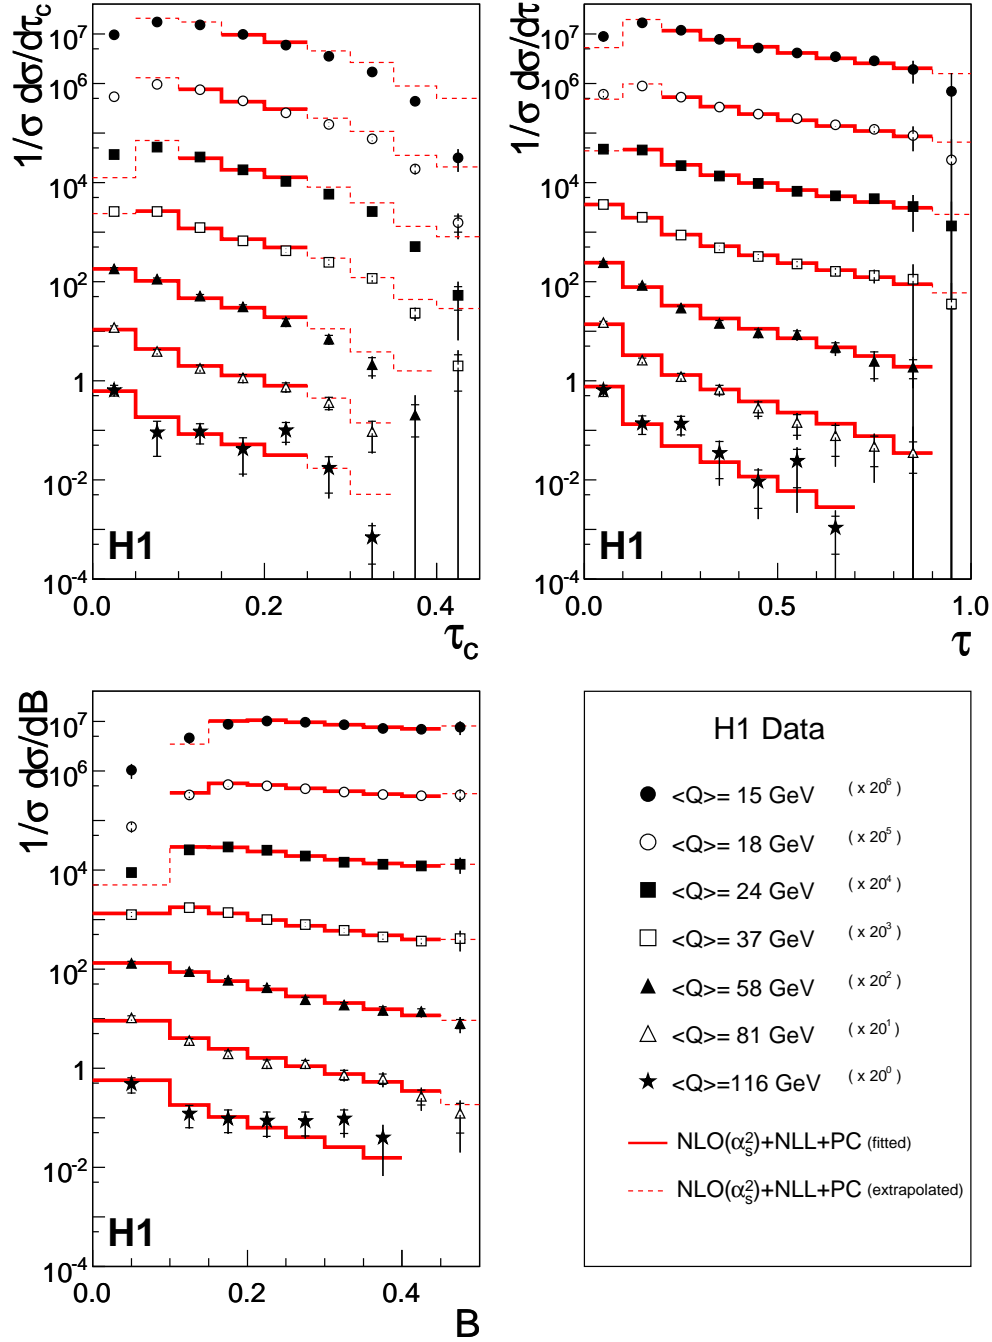 1/σ dσ/dτ_c
10^7
10^6
10^4
10^2
1
10^-2
10^-4
H1
0.0
0.2
0.4
τ_c
1/σ dσ/dτ
10^7
10^6
10^4
10^2
1
10^-2
10^-4
H1
0.0
0.5
1.0
τ
1/σ dσ/dB
10^7
10^6
10^4
10^2
1
10^-2
10^-4
H1
0.0
0.2
0.4
B
H1 Data
<Q>= 15 GeV (x 20^6)
<Q>= 18 GeV (x 20^5)
<Q>= 24 GeV (x 20^4)
<Q>= 37 GeV (x 20^3)
<Q>= 58 GeV (x 20^2)
<Q>= 81 GeV (x 20^1)
<Q>=116 GeV (x 20^0)
NLO(α_s^2)+NLL+PC (fitted)
NLO(α_s^2)+NLL+PC (extrapolated)